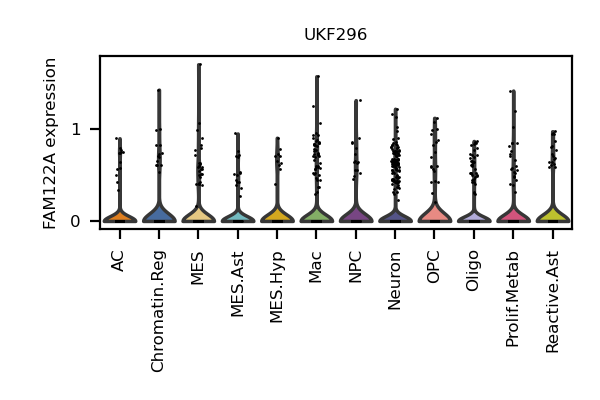 UKF296
FAM122A expression
1
0
AC
Chromatin.Reg
MES
MES.Ast
MES.Hyp
Mac
NPC
Neuron
OPC
Oligo
Prolif.Metab
Reactive.Ast